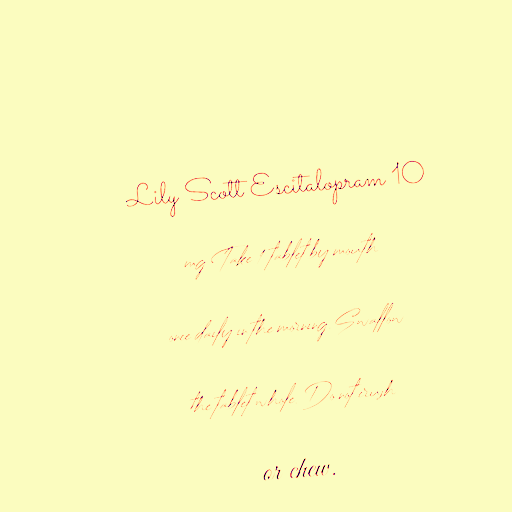 Lily Scott Escitalopram 10
mg Take 1 tablet by mouth
once daily in the morning. Swallow
the tablet whole. Do not crush
or chew.